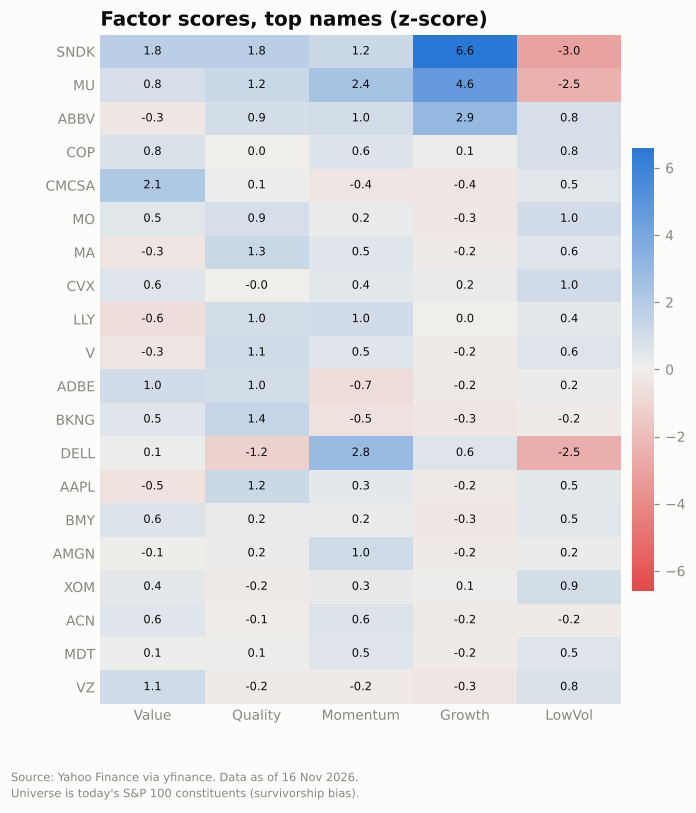 Factor scores, top names (z-score)
SNDK 1.8 1.8 1.2 6.6 -3.0
MU 0.8 1.2 2.4 4.6 -2.5
ABBV -0.3 0.9 1.0 2.9 0.8
COP 0.8 0.0 0.6 0.1 0.8
CMCSA 2.1 0.1 -0.4 -0.4 0.5
MO 0.5 0.9 0.2 -0.3 1.0
MA -0.3 1.3 0.5 -0.2 0.6
CVX 0.6 -0.0 0.4 0.2 1.0
LLY -0.6 1.0 1.0 0.0 0.4
V -0.3 1.1 0.5 -0.2 0.6
ADBE 1.0 1.0 -0.7 -0.2 0.2
BKNG 0.5 1.4 -0.5 -0.3 -0.2
DELL 0.1 -1.2 2.8 0.6 -2.5
AAPL -0.5 1.2 0.3 -0.2 0.5
BMY 0.6 0.2 0.2 -0.3 0.5
AMGN -0.1 0.2 1.0 -0.2 0.2
XOM 0.4 -0.2 0.3 0.1 0.9
ACN 0.6 -0.1 0.6 -0.2 -0.2
MDT 0.1 0.1 0.5 -0.2 0.5
VZ 1.1 -0.2 -0.2 -0.3 0.8
Value Quality Momentum Growth LowVol
6
4
2
0
−2
−4
−6
Source: Yahoo Finance via yfinance. Data as of 16 Nov 2026.
Universe is today's S&P 100 constituents (survivorship bias).